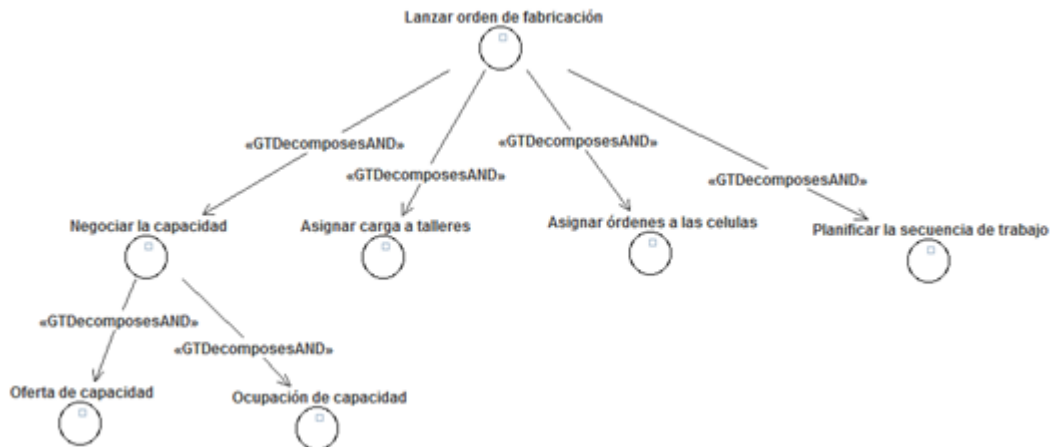 Lanzar orden de fabricación
«GTDecomposesAND»
«GTDecomposesAND»
«GTDecomposesAND»
«GTDecomposesAND»
Negociar la capacidad
Asignar carga a talleres
Asignar órdenes a las celulas
Planificar la secuencia de trabajo
«GTDecomposesAND»
«GTDecomposesAND»
Oferta de capacidad
Ocupación de capacidad